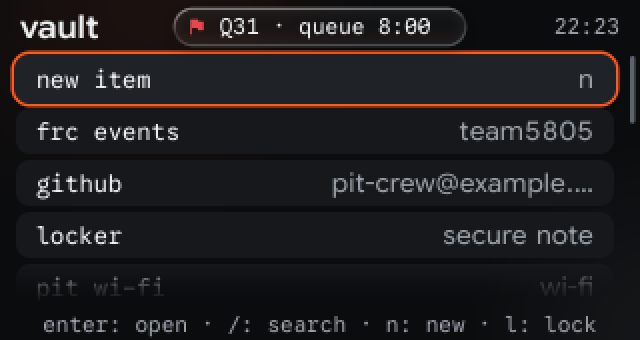 vault Q31 · queue 8:00 22:23
new item n
frc events team5805
github pit-crew@example....
locker secure note
pit wi-fi wi-fi
enter: open · /: search · n: new · l: lock